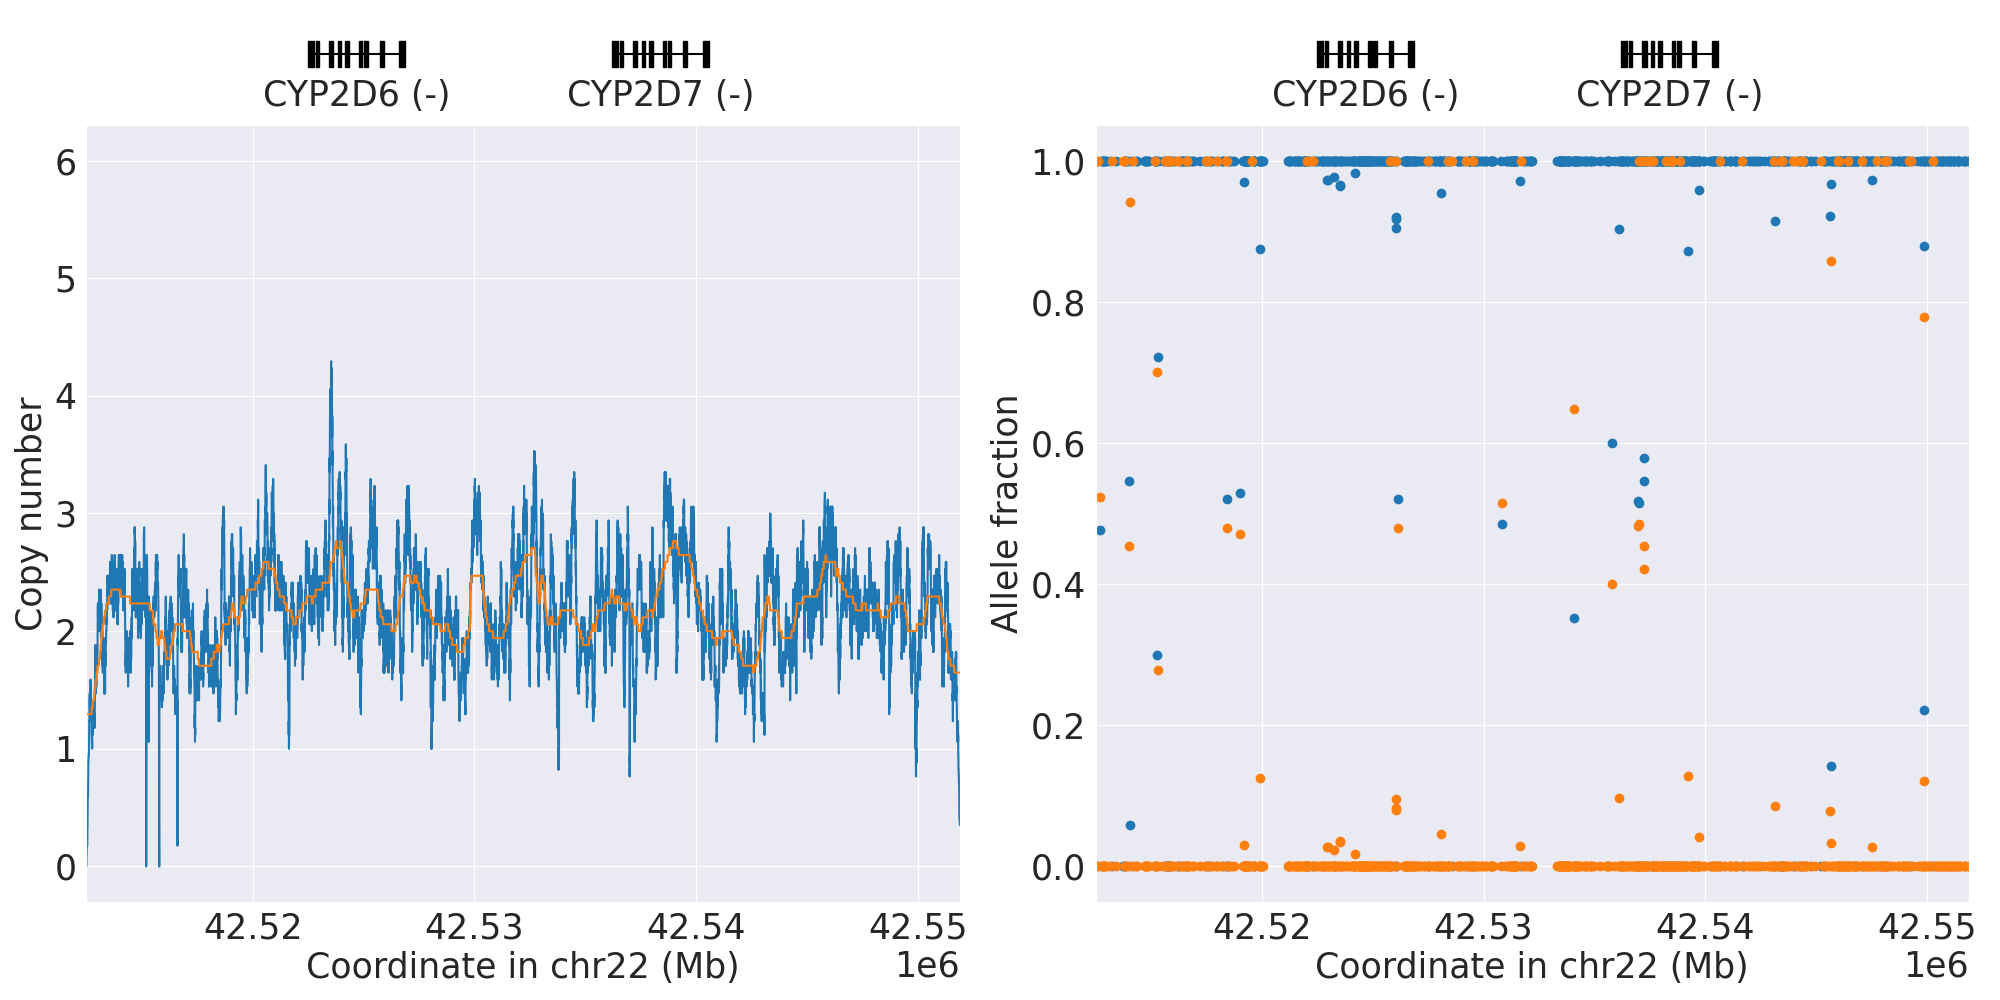 CYP2D6 (-) CYP2D7 (-)
6
5
4
3
2
1
0
Copy number
42.52 42.53 42.54 42.55
1e6
Coordinate in chr22 (Mb)
CYP2D6 (-) CYP2D7 (-)
1.0
0.8
0.6
0.4
0.2
0.0
Allele fraction
42.52 42.53 42.54 42.55
1e6
Coordinate in chr22 (Mb)